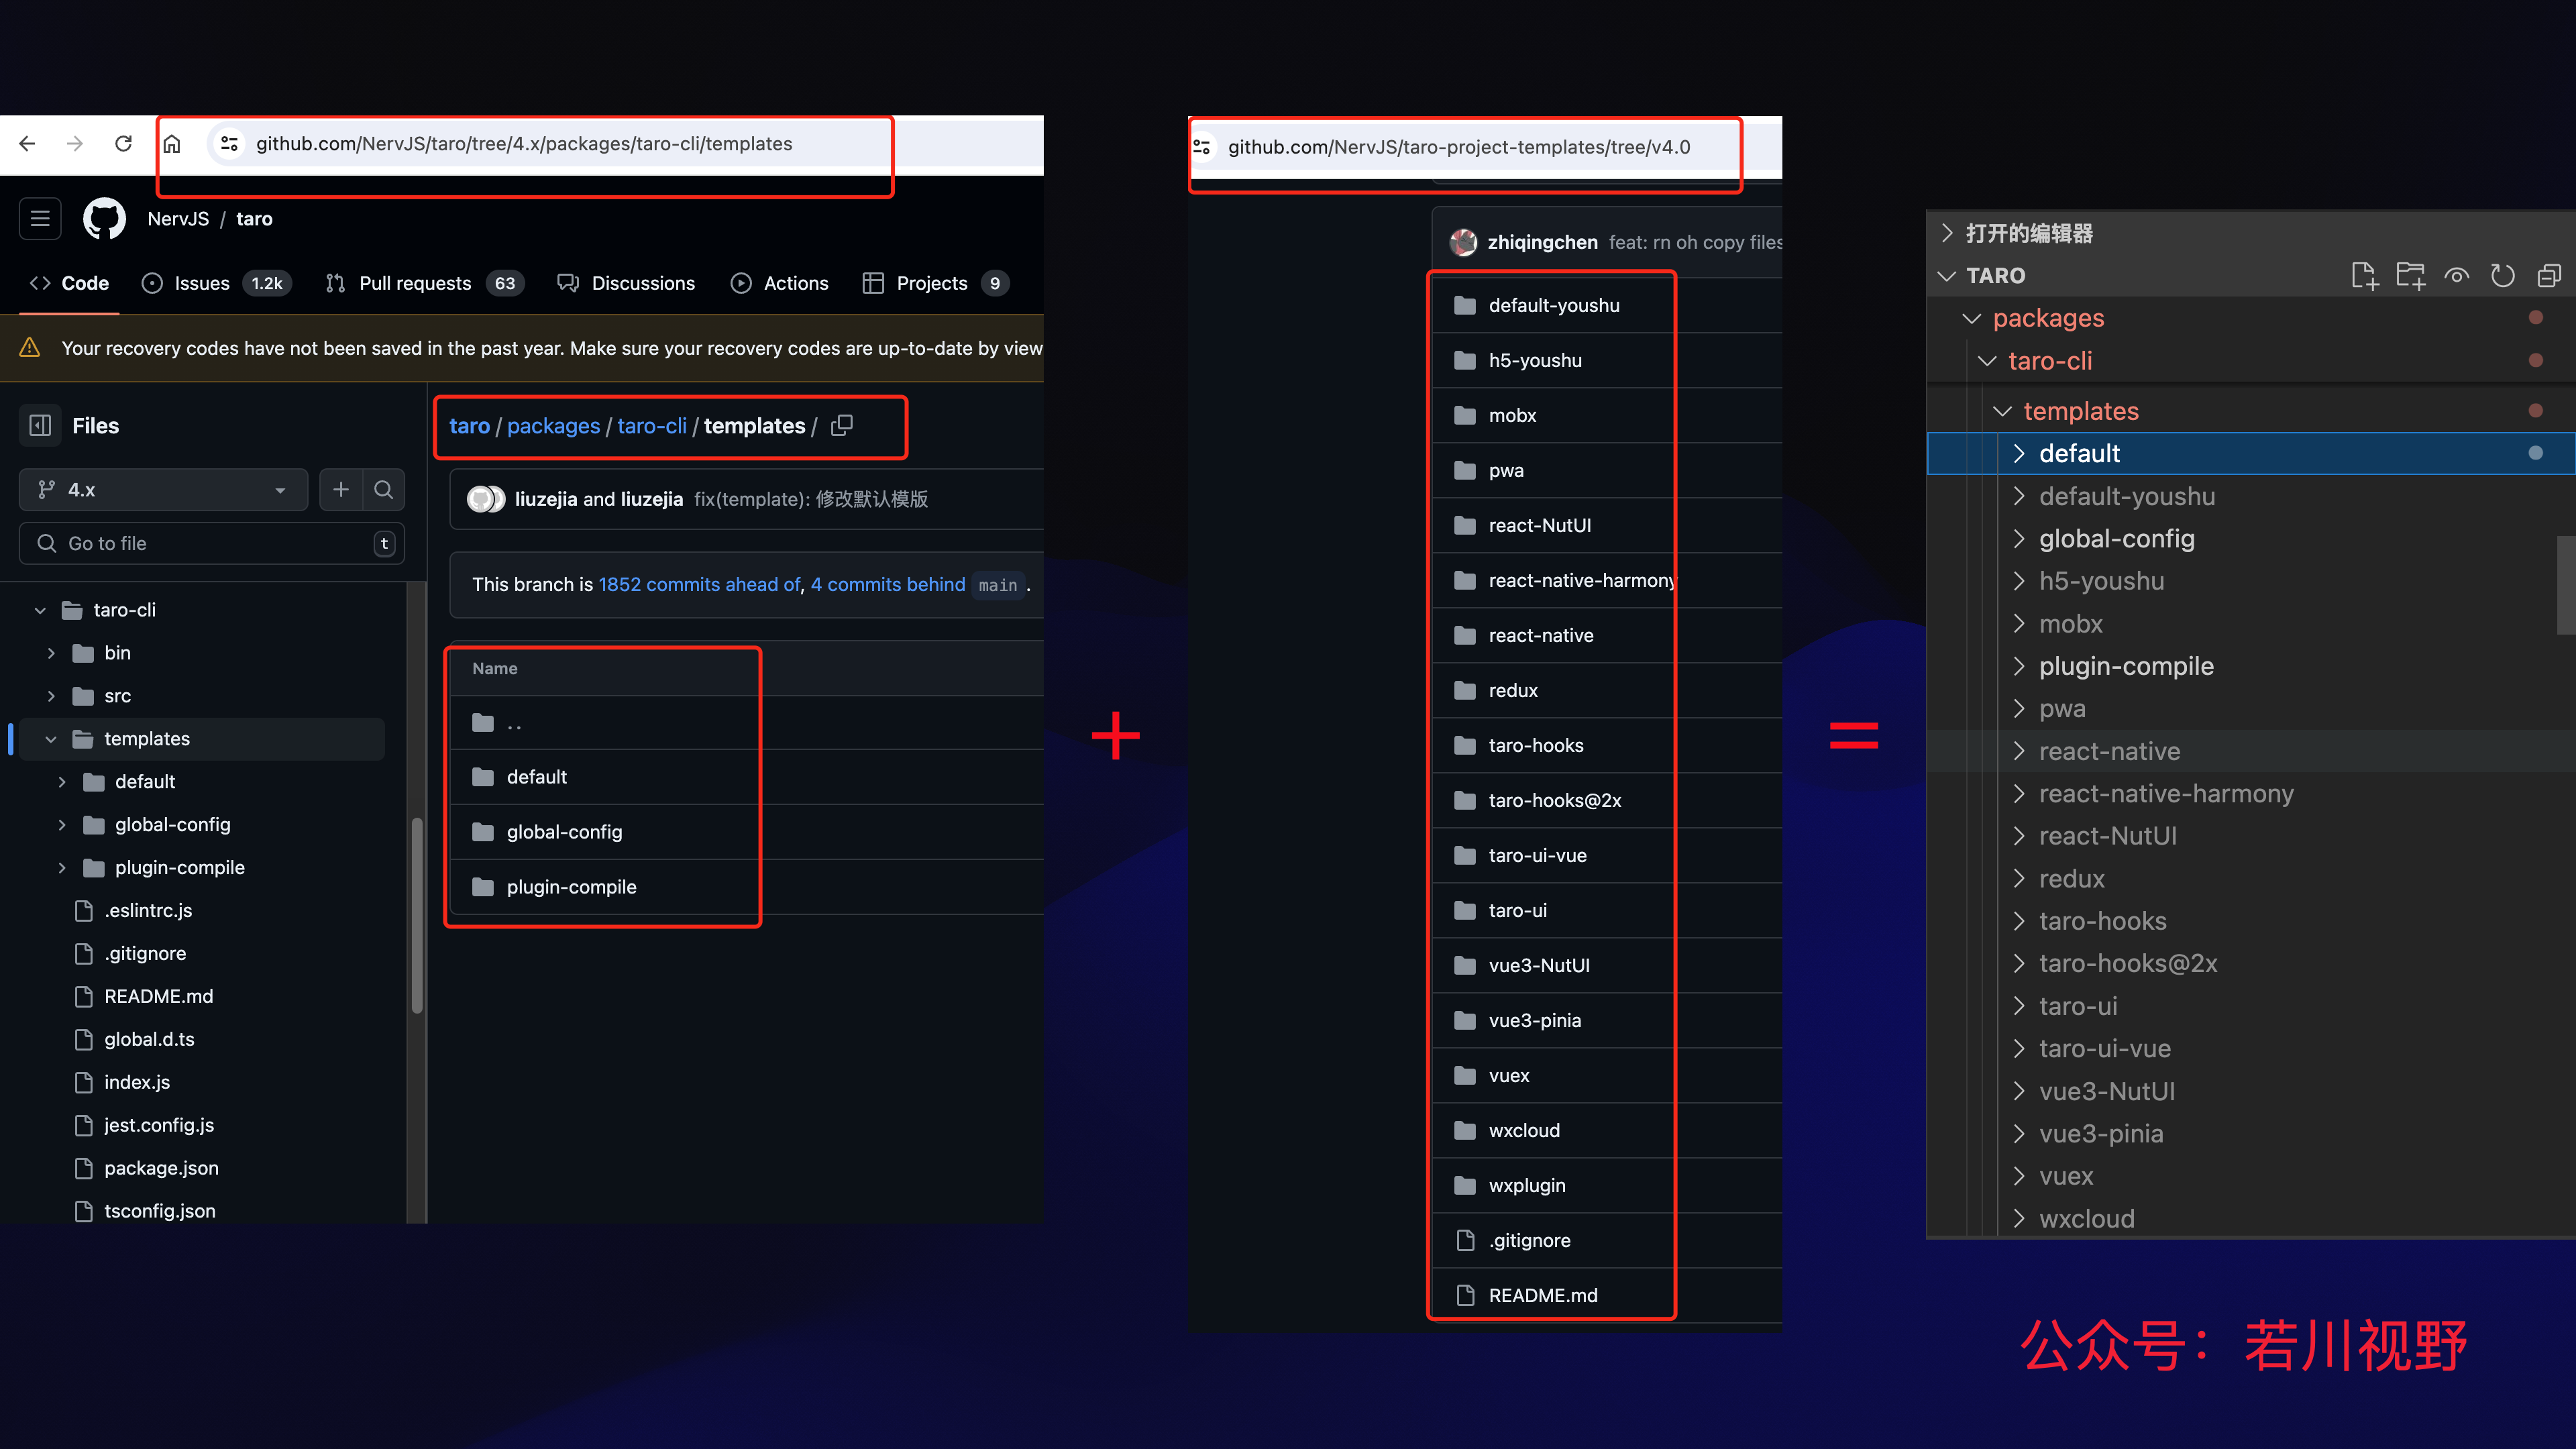 github.com/NervJS/taro/tree/4.x/packages/taro-cli/templates
NervJS / taro
Code
Issues 1.2k
Pull requests 63
Discussions
Actions
Projects 9
Your recovery codes have not been saved in the past year. Make sure your recovery codes are up-to-date by view
Files
4.x
Go to file
t
taro-cli
bin
src
templates
default
global-config
plugin-compile
.eslintrc.js
.gitignore
README.md
global.d.ts
index.js
jest.config.js
package.json
tsconfig.json
taro / packages / taro-cli / templates /
liuzejia and liuzejia fix(template): 修改默认模版
This branch is 1852 commits ahead of, 4 commits behind main .
Name
..
default
global-config
plugin-compile
+
github.com/NervJS/taro-project-templates/tree/v4.0
zhiqingchen feat: rn oh copy files
default-youshu
h5-youshu
mobx
pwa
react-NutUI
react-native-harmony
react-native
redux
taro-hooks
taro-hooks@2x
taro-ui-vue
taro-ui
vue3-NutUI
vue3-pinia
vuex
wxcloud
wxplugin
.gitignore
README.md
=
打开的编辑器
TARO
packages
taro-cli
templates
default
default-youshu
global-config
h5-youshu
mobx
plugin-compile
pwa
react-native
react-native-harmony
react-NutUI
redux
taro-hooks
taro-hooks@2x
taro-ui
taro-ui-vue
vue3-NutUI
vue3-pinia
vuex
wxcloud
公众号：若川视野